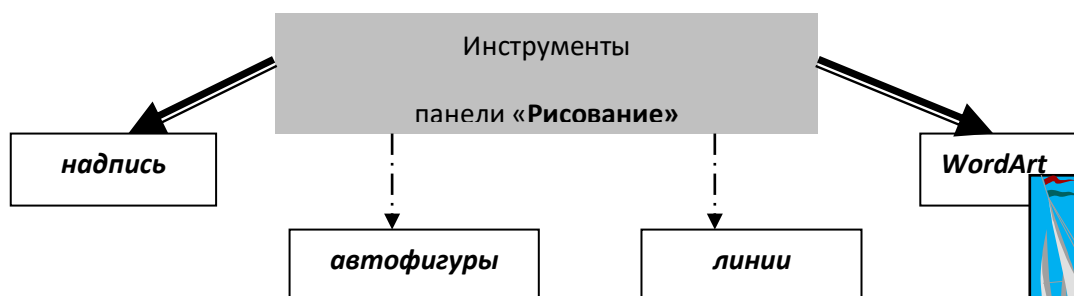 Инструменты
панели «Рисование»
надпись
WordArt
автофигуры
линии